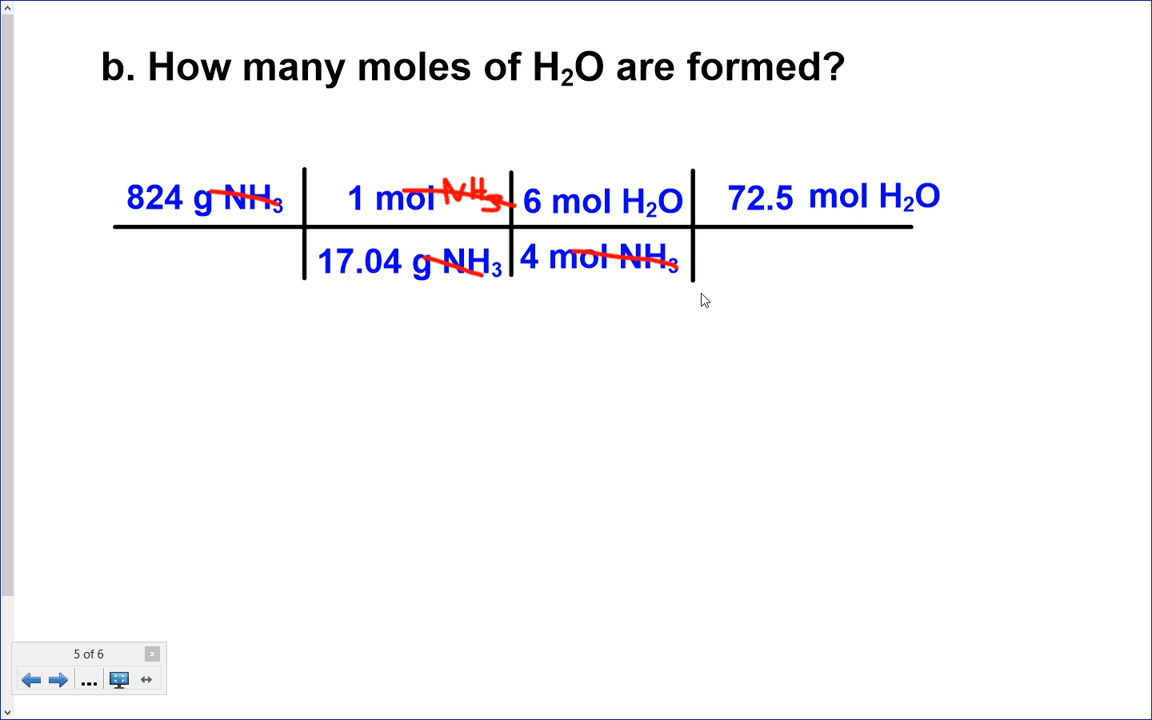 b. How many moles of H₂O are formed?
824 g NH₃ 1 mol NH₃ 6 mol H₂O 72.5 mol H₂O
17.04 g NH₃ 4 mol NH₃
5 of 6
x
...